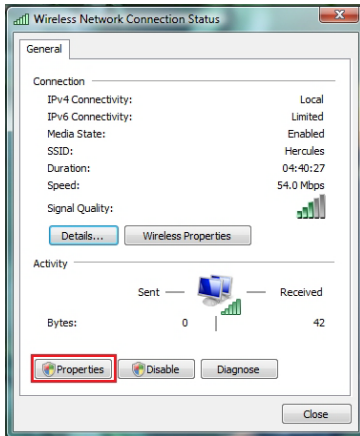 Wireless Network Connection Status
General
Connection
IPv4 Connectivity: Local
IPv6 Connectivity: Limited
Media State: Enabled
SSID: Hercules
Duration: 04:40:27
Speed: 54.0 Mbps
Signal Quality:
Details... Wireless Properties
Activity
Sent Received
Bytes: 0 42
Properties Disable Diagnose
Close